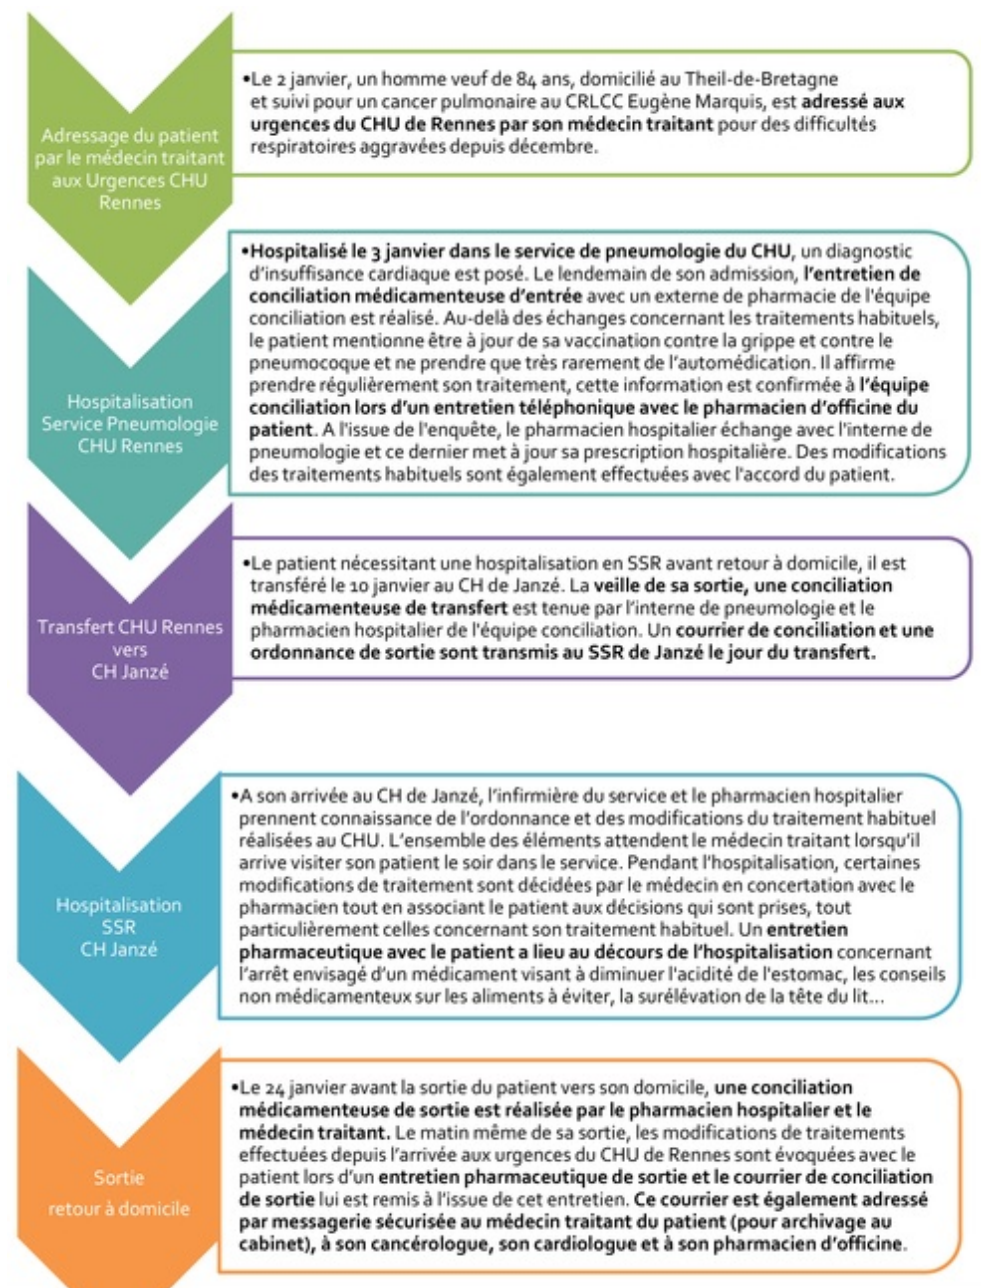 Adressage du patient
par le médecin traitant
aux Urgences CHU
Rennes
•Le 2 janvier, un homme veuf de 84 ans, domicilié au Theil-de-Bretagne
et suivi pour un cancer pulmonaire au CRLCC Eugène Marquis, est adressé aux
urgences du CHU de Rennes par son médecin traitant pour des difficultés
respiratoires aggravées depuis décembre.
Hospitalisation
Service Pneumologie
CHU Rennes
•Hospitalisé le 3 janvier dans le service de pneumologie du CHU, un diagnostic
d'insuffisance cardiaque est posé. Le lendemain de son admission, l'entretien de
conciliation médicamenteuse d'entrée avec un externe de pharmacie de l'équipe
conciliation est réalisé. Au-delà des échanges concernant les traitements habituels,
le patient mentionne être à jour de sa vaccination contre la grippe et contre le
pneumocoque et ne prendre que très rarement de l'automédication. Il affirme
prendre régulièrement son traitement, cette information est confirmée à l'équipe
conciliation lors d'un entretien téléphonique avec le pharmacien d'officine du
patient. A l'issue de l'enquête, le pharmacien hospitalier échange avec l'interne de
pneumologie et ce dernier met à jour sa prescription hospitalière. Des modifications
des traitements habituels sont également effectuées avec l'accord du patient.
Transfert CHU Rennes
vers
CH Janzé
•Le patient nécessitant une hospitalisation en SSR avant retour à domicile, il est
transféré le 10 janvier au CH de Janzé. La veille de sa sortie, une conciliation
médicamenteuse de transfert est tenue par l'interne de pneumologie et le
pharmacien hospitalier de l'équipe conciliation. Un courrier de conciliation et une
ordonnance de sortie sont transmis au SSR de Janzé le jour du transfert.
Hospitalisation
SSR
CH Janzé
•A son arrivée au CH de Janzé, l'infirmière du service et le pharmacien hospitalier
prennent connaissance de l'ordonnance et des modifications du traitement habituel
réalisées au CHU. L'ensemble des éléments attendent le médecin traitant lorsqu'il
arrive visiter son patient le soir dans le service. Pendant l'hospitalisation, certaines
modifications de traitement sont décidées par le médecin en concertation avec le
pharmacien tout en associant le patient aux décisions qui sont prises, tout
particulièrement celles concernant son traitement habituel. Un entretien
pharmaceutique avec le patient a lieu au décours de l'hospitalisation concernant
l'arrêt envisagé d'un médicament visant à diminuer l'acidité de l'estomac, les conseils
non médicamenteux sur les aliments à éviter, la surélévation de la tête du lit...
Sortie
retour à domicile
•Le 24 janvier avant la sortie du patient vers son domicile, une conciliation
médicamenteuse de sortie est réalisée par le pharmacien hospitalier et le
médecin traitant. Le matin même de sa sortie, les modifications de traitements
effectuées depuis l'arrivée aux urgences du CHU de Rennes sont évoquées avec le
patient lors d'un entretien pharmaceutique de sortie et le courrier de conciliation
de sortie lui est remis à l'issue de cet entretien. Ce courrier est également adressé
par messagerie sécurisée au médecin traitant du patient (pour archivage au
cabinet), à son cancérologue, son cardiologue et à son pharmacien d'officine.